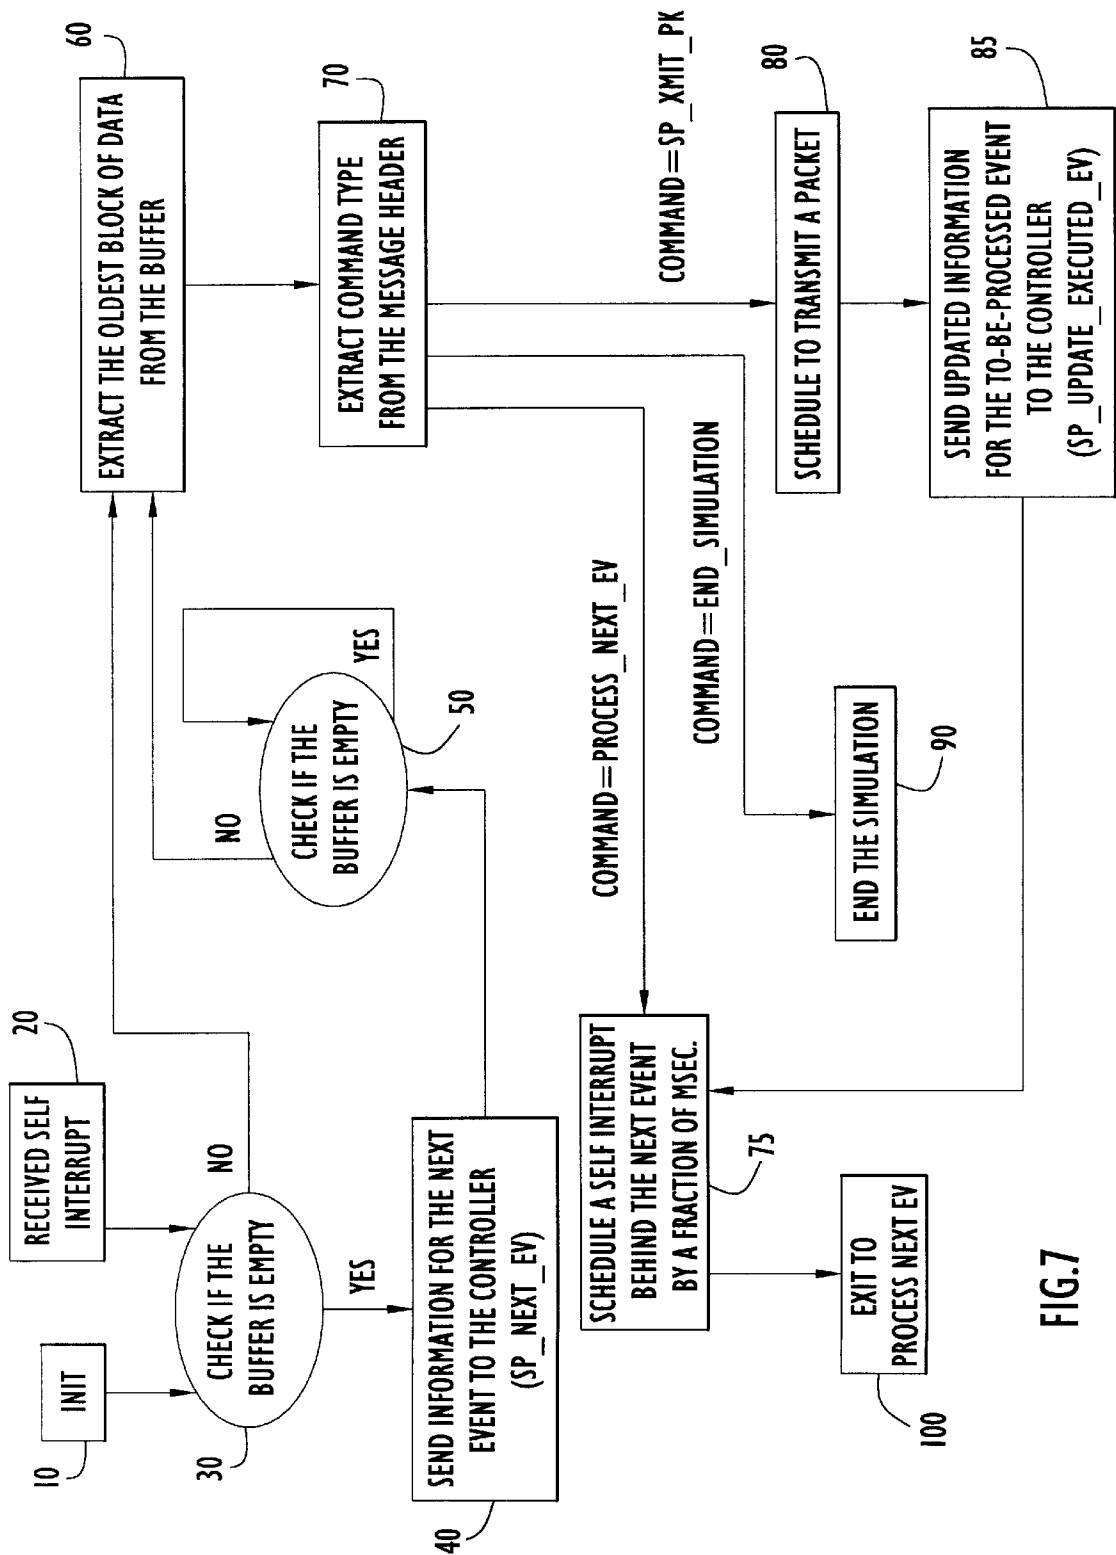 10
INIT
20
RECEIVED SELF
INTERRUPT
30
CHECK IF THE
BUFFER IS EMPTY
NO
YES
40
SEND INFORMATION FOR THE NEXT
EVENT TO THE CONTROLLER
(SP_NEXT_EV)
CHECK IF THE
BUFFER IS EMPTY
NO
YES
50
60
EXTRACT THE OLDEST BLOCK OF DATA
FROM THE BUFFER
70
EXTRACT COMMAND TYPE
FROM THE MESSAGE HEADER
COMMAND=PROCESS_NEXT_EV
COMMAND=END_SIMULATION
COMMAND=SP_XMIT_PK
SCHEDULE A SELF INTERRUPT
BEHIND THE NEXT EVENT
BY A FRACTION OF MSEC.
75
80
SCHEDULE TO TRANSMIT A PACKET
END THE SIMULATION
90
85
SEND UPDATED INFORMATION
FOR THE TO-BE-PROCESSED EVENT
TO THE CONTROLLER
(SP_UPDATE_EXECUTED_EV)
EXIT TO
PROCESS NEXT EV
100
FIG.7